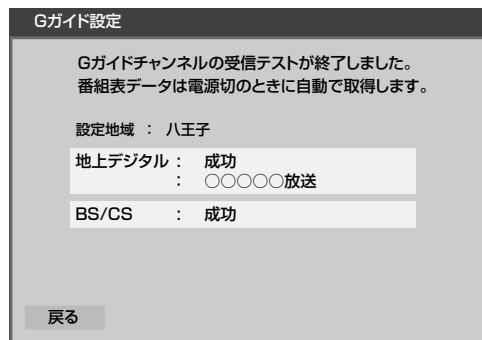 Gガイド設定
Gガイドチャンネルの受信テストが終了しました。
番組表データは電源切のときに自動で取得します。
設定地域 : 八王子
地上デジタル : 成功
: ○○○○○放送
BS/CS : 成功
戻る